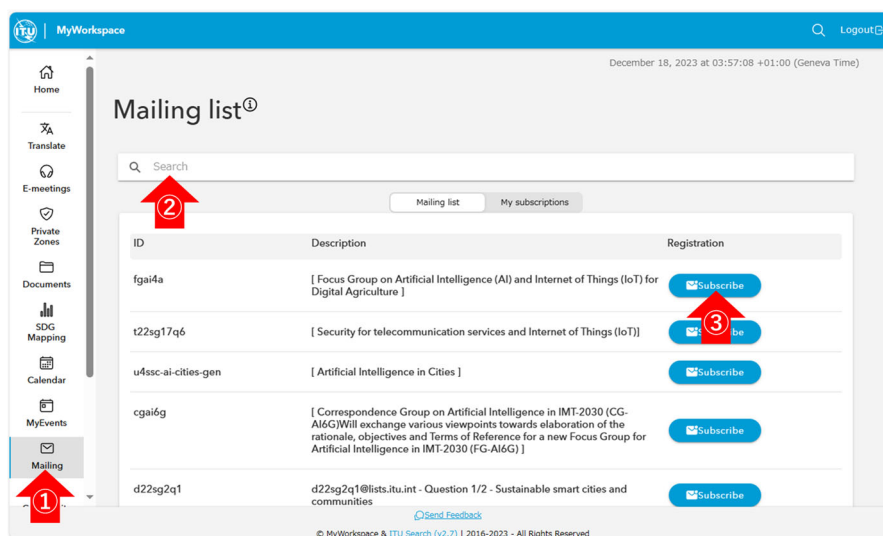 ITU
MyWorkspace
Logout
December 18, 2023 at 03:57:08 +01:00 (Geneva Time)
Home
Translate
E-meetings
Private
Zones
Documents
SDG
Mapping
Calendar
MyEvents
Mailing
1
Mailing list
Search
2
Mailing list
My subscriptions
ID
Description
Registration
fgai4a
[ Focus Group on Artificial Intelligence (AI) and Internet of Things (IoT) for
Digital Agriculture ]
Subscribe
3
t22sg17q6
[ Security for telecommunication services and Internet of Things (IoT)]
u4ssc-ai-cities-gen
[ Artificial Intelligence in Cities ]
Subscribe
cgai6g
[ Correspondence Group on Artificial Intelligence in IMT-2030 (CG-
AI6G)Will exchange various viewpoints towards elaboration of the
rationale, objectives and Terms of Reference for a new Focus Group for
Artificial Intelligence in IMT-2030 (FG-AI6G) ]
Subscribe
d22sg2q1
d22sg2q1@lists.itu.int - Question 1/2 - Sustainable smart cities and
communities
Subscribe
Send Feedback
© MyWorkspace & ITU Search (v2.7) | 2016-2023 - All Rights Reserved